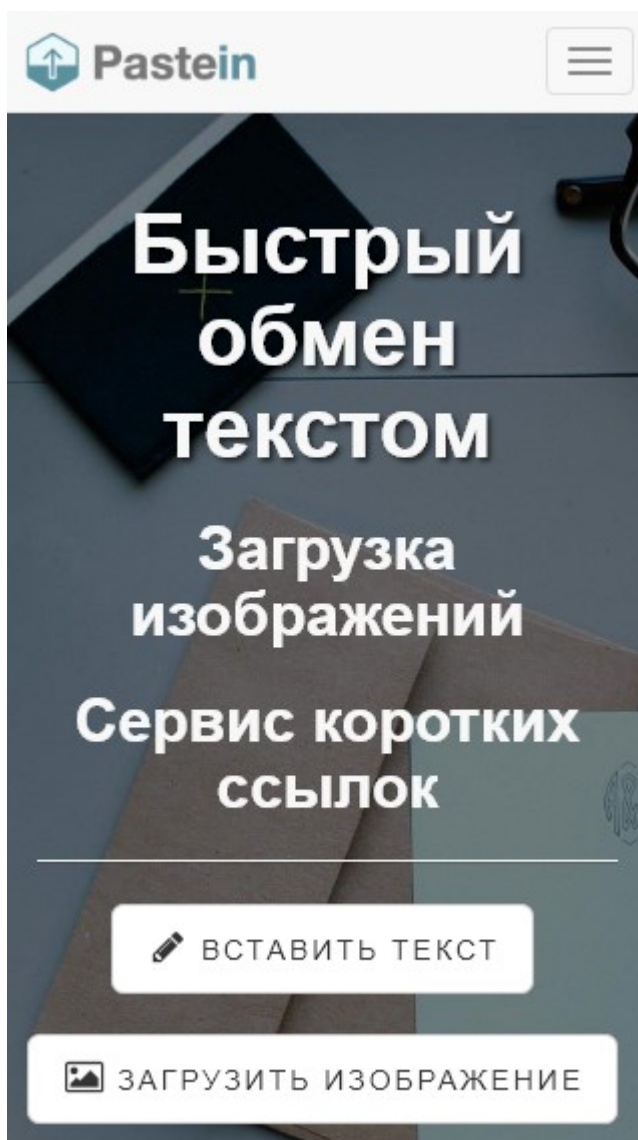 Pastein
Быстрый
обмен
текстом
Загрузка
изображений
Сервис коротких
ссылок
ВСТАВИТЬ ТЕКСТ
ЗАГРУЗИТЬ ИЗОБРАЖЕНИЕ